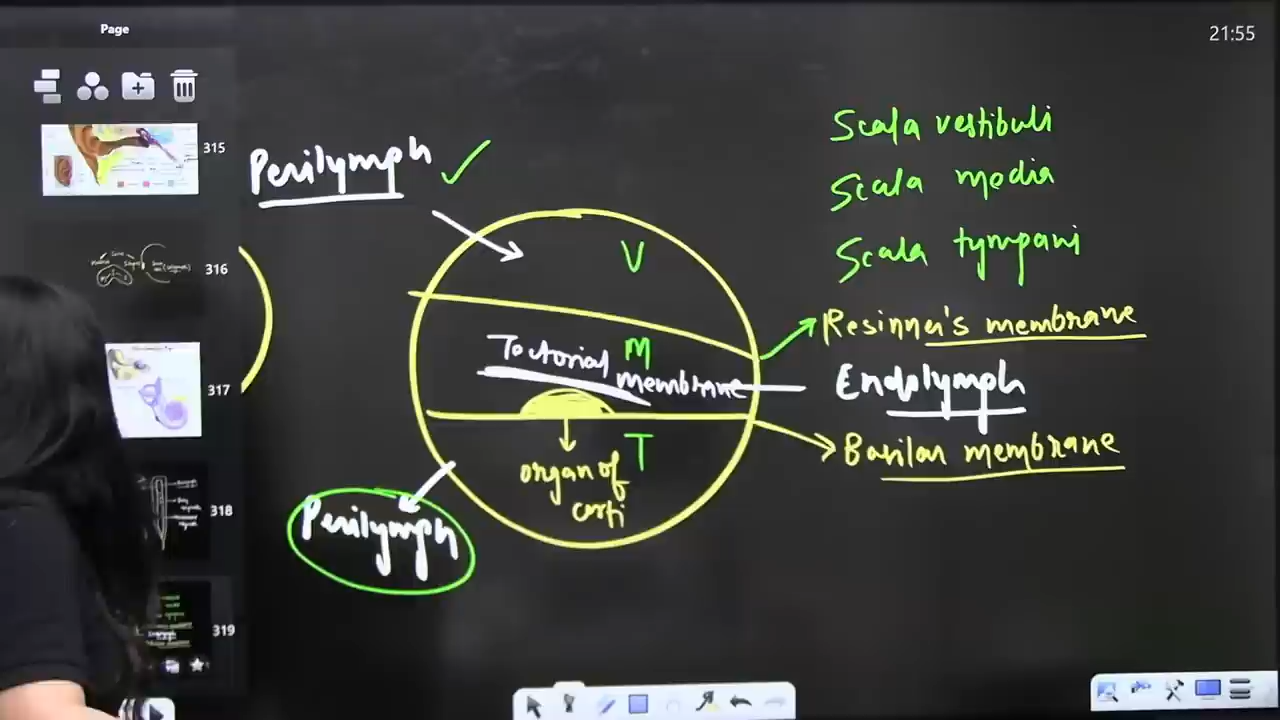 Page
21:55
315
316
317
318
319
Perilymph ✓
Scala vestibuli
Scala media
Scala tympani
V
M
T
Resinner's membrane
Tactorial
membrane
Endolymph
Basilar membrane
organ of
corti
Perilymph